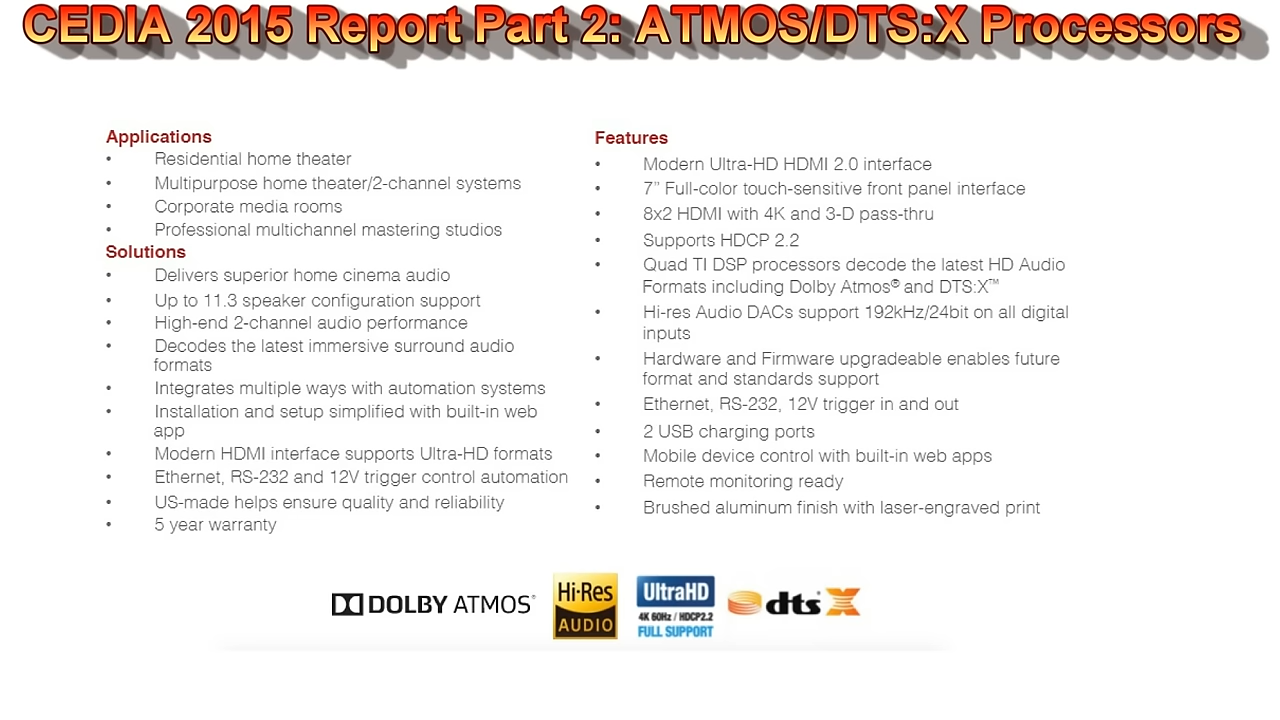 CEDIA 2015 Report Part 2: ATMOS/DTS:X Processors
Applications
• Residential home theater
• Multipurpose home theater/2-channel systems
• Corporate media rooms
• Professional multichannel mastering studios
Solutions
• Delivers superior home cinema audio
• Up to 11.3 speaker configuration support
• High-end 2-channel audio performance
• Decodes the latest immersive surround audio
formats
• Integrates multiple ways with automation systems
• Installation and setup simplified with built-in web
app
• Modern HDMI interface supports Ultra-HD formats
• Ethernet, RS-232 and 12V trigger control automation
• US-made helps ensure quality and reliability
• 5 year warranty
Features
• Modern Ultra-HD HDMI 2.0 interface
• 7” Full-color touch-sensitive front panel interface
• 8x2 HDMI with 4K and 3-D pass-thru
• Supports HDCP 2.2
• Quad TI DSP processors decode the latest HD Audio
Formats including Dolby Atmos® and DTS:X™
• Hi-res Audio DACs support 192kHz/24bit on all digital
inputs
• Hardware and Firmware upgradeable enables future
format and standards support
• Ethernet, RS-232, 12V trigger in and out
• 2 USB charging ports
• Mobile device control with built-in web apps
• Remote monitoring ready
• Brushed aluminum finish with laser-engraved print
DOLBY ATMOS®
Hi-Res
AUDIO
UltraHD
4K 60Hz / HDCP2.2
FULL SUPPORT
dts X